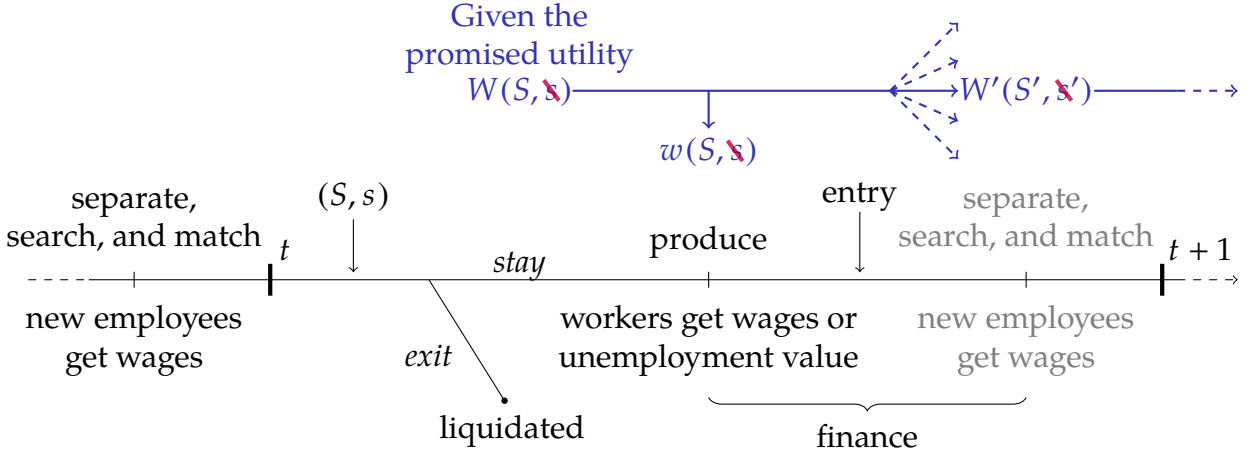 Given the
promised utility
W(S, s)
W′(S′, s′)
w(S, s)
separate,
search, and match
t
(S, s)
stay
produce
entry
separate,
search, and match
t + 1
new employees
get wages
exit
workers get wages or
unemployment value
new employees
get wages
liquidated
finance